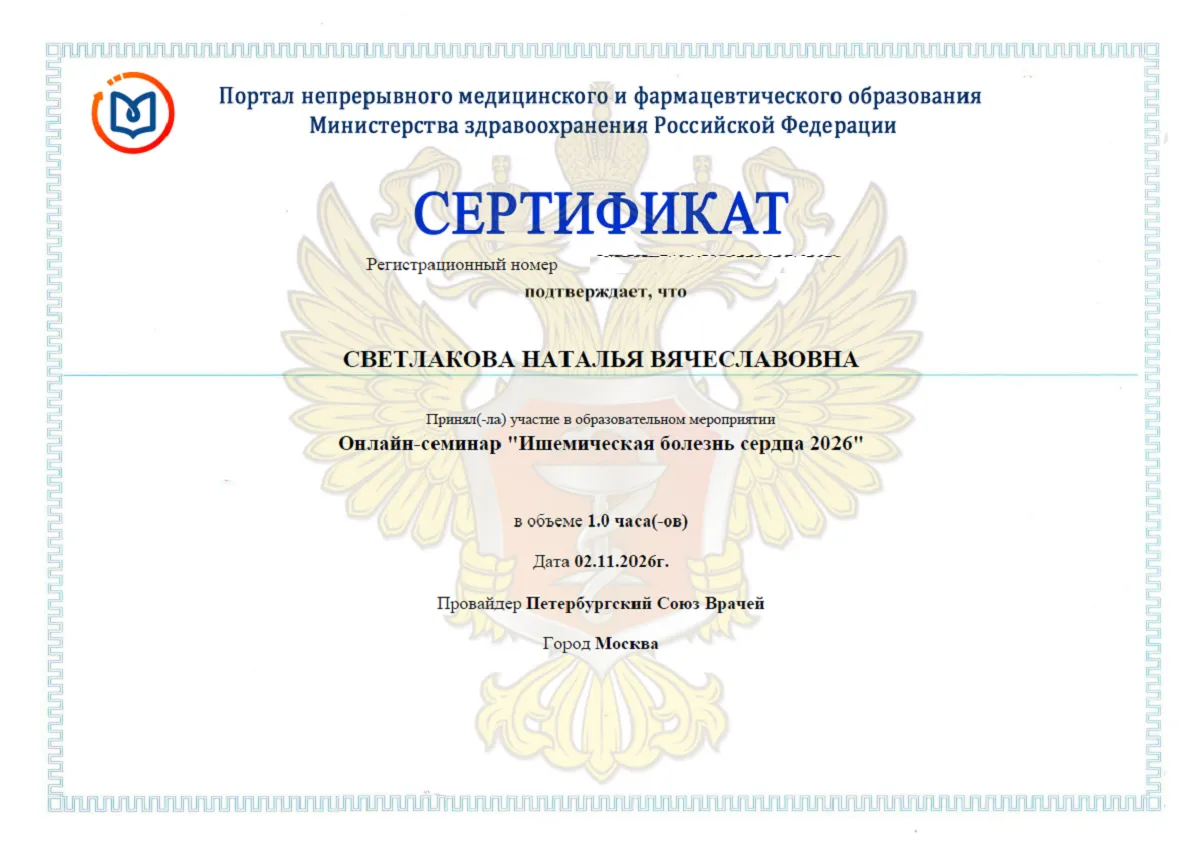 Портал непрерывного медицинского и фармацевтического образования
Министерства здравоохранения Российской Федерации
СЕРТИФИКАТ
Регистрационный номер
подтверждает, что
СВЕТЛАКОВА НАТАЛЬЯ ВЯЧЕСЛАВОВНА
Принял(-ла) участие в образовательном мероприятии
Онлайн-семинар "Ишемическая болезнь сердца 2026"
в объеме 1.0 часа(-ов)
Дата 02.11.2026г.
Провайдер Петербургский Союз Врачей
Город Москва